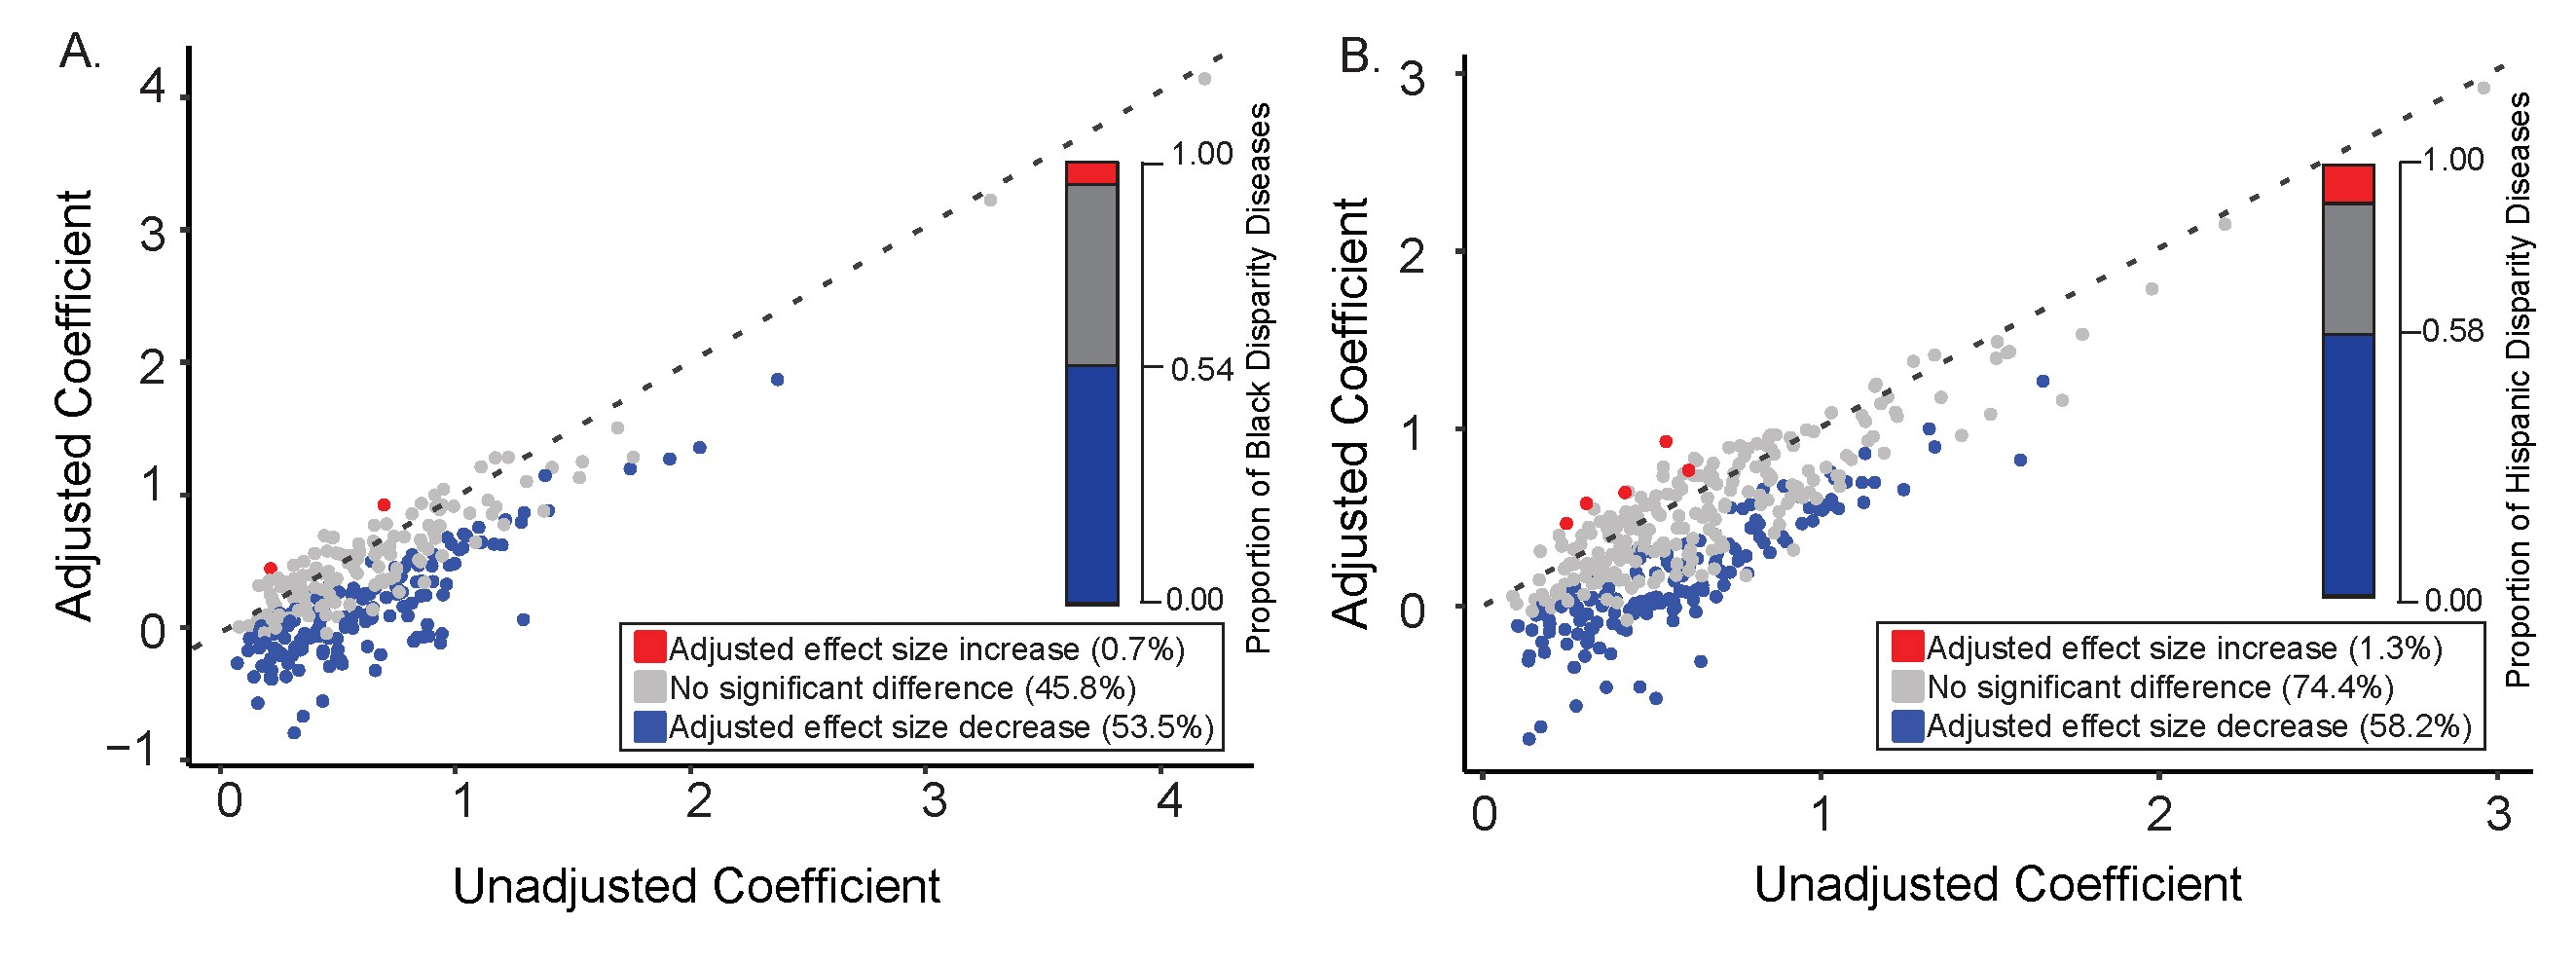 A.
4
3
2
1
0
−1
Adjusted Coefficient
0
1
2
3
4
Unadjusted Coefficient
1.00
0.54
0.00
Proportion of Black Disparity Diseases
Adjusted effect size increase (0.7%)
No significant difference (45.8%)
Adjusted effect size decrease (53.5%)
B.
3
2
1
0
Adjusted Coefficient
0
1
2
3
Unadjusted Coefficient
1.00
0.58
0.00
Proportion of Hispanic Disparity Diseases
Adjusted effect size increase (1.3%)
No significant difference (74.4%)
Adjusted effect size decrease (58.2%)